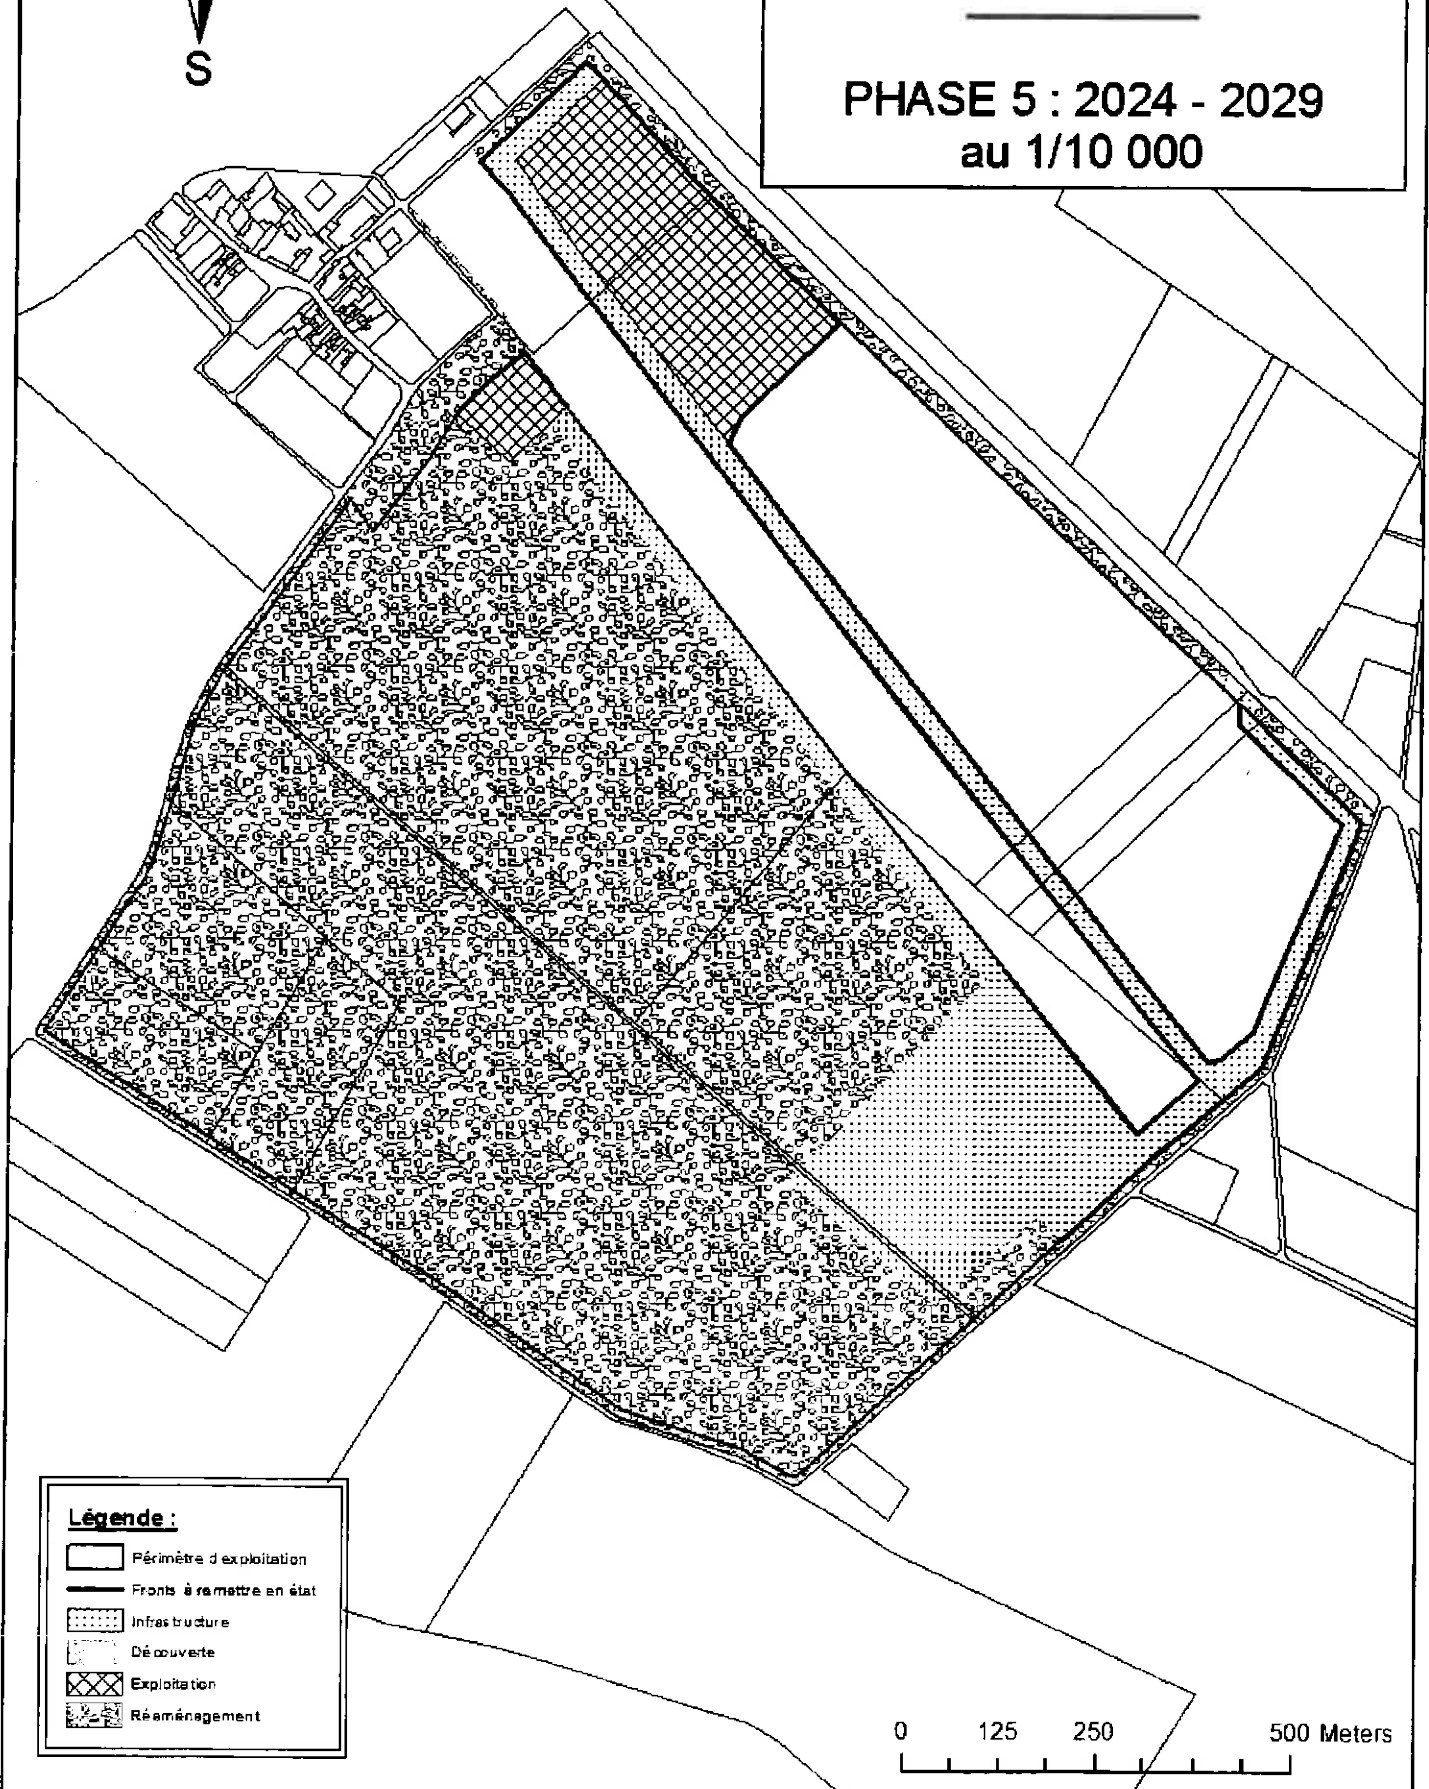 S
PHASE 5 : 2024 - 2029
au 1/10 000
Légende :
Périmètre d exploitation
Fronts à remettre en état
Infrastructure
Découverte
Exploitation
Réaménagement
0 125 250 500 Meters